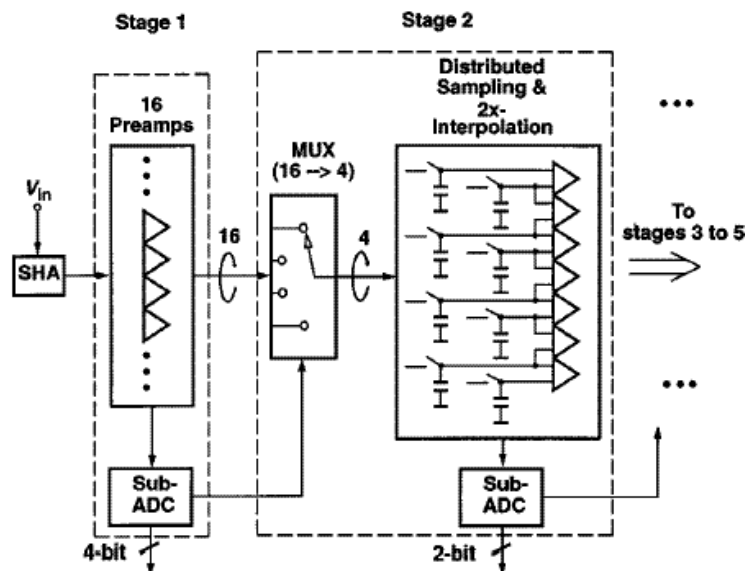 Stage 1
Stage 2
16
Preamps
Distributed
Sampling &
2x-
Interpolation
MUX
(16 --> 4)
Vin
SHA
16
4
To
stages 3 to 5
Sub-
ADC
Sub-
ADC
4-bit
2-bit